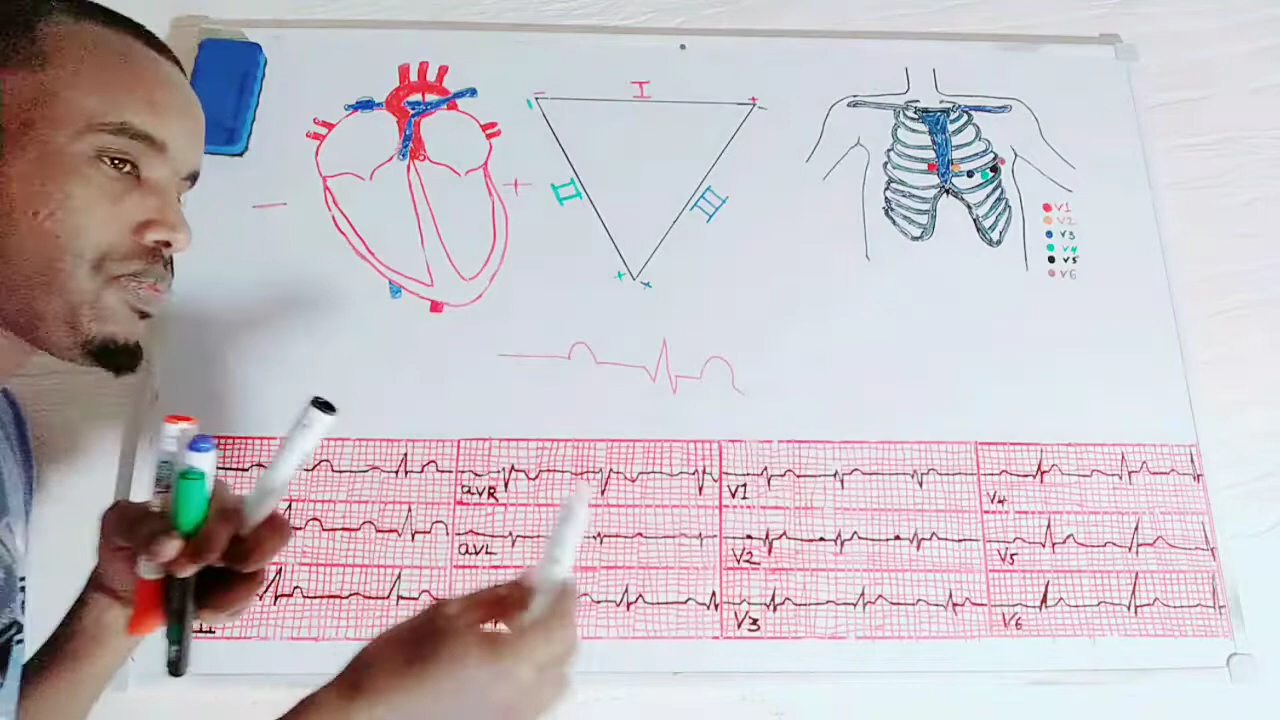 I
- +
II
III
+ +
- +
V1
V2
V3
V4
V5
V6
aVR
V1
V4
aVL
V2
V5
V3
V6